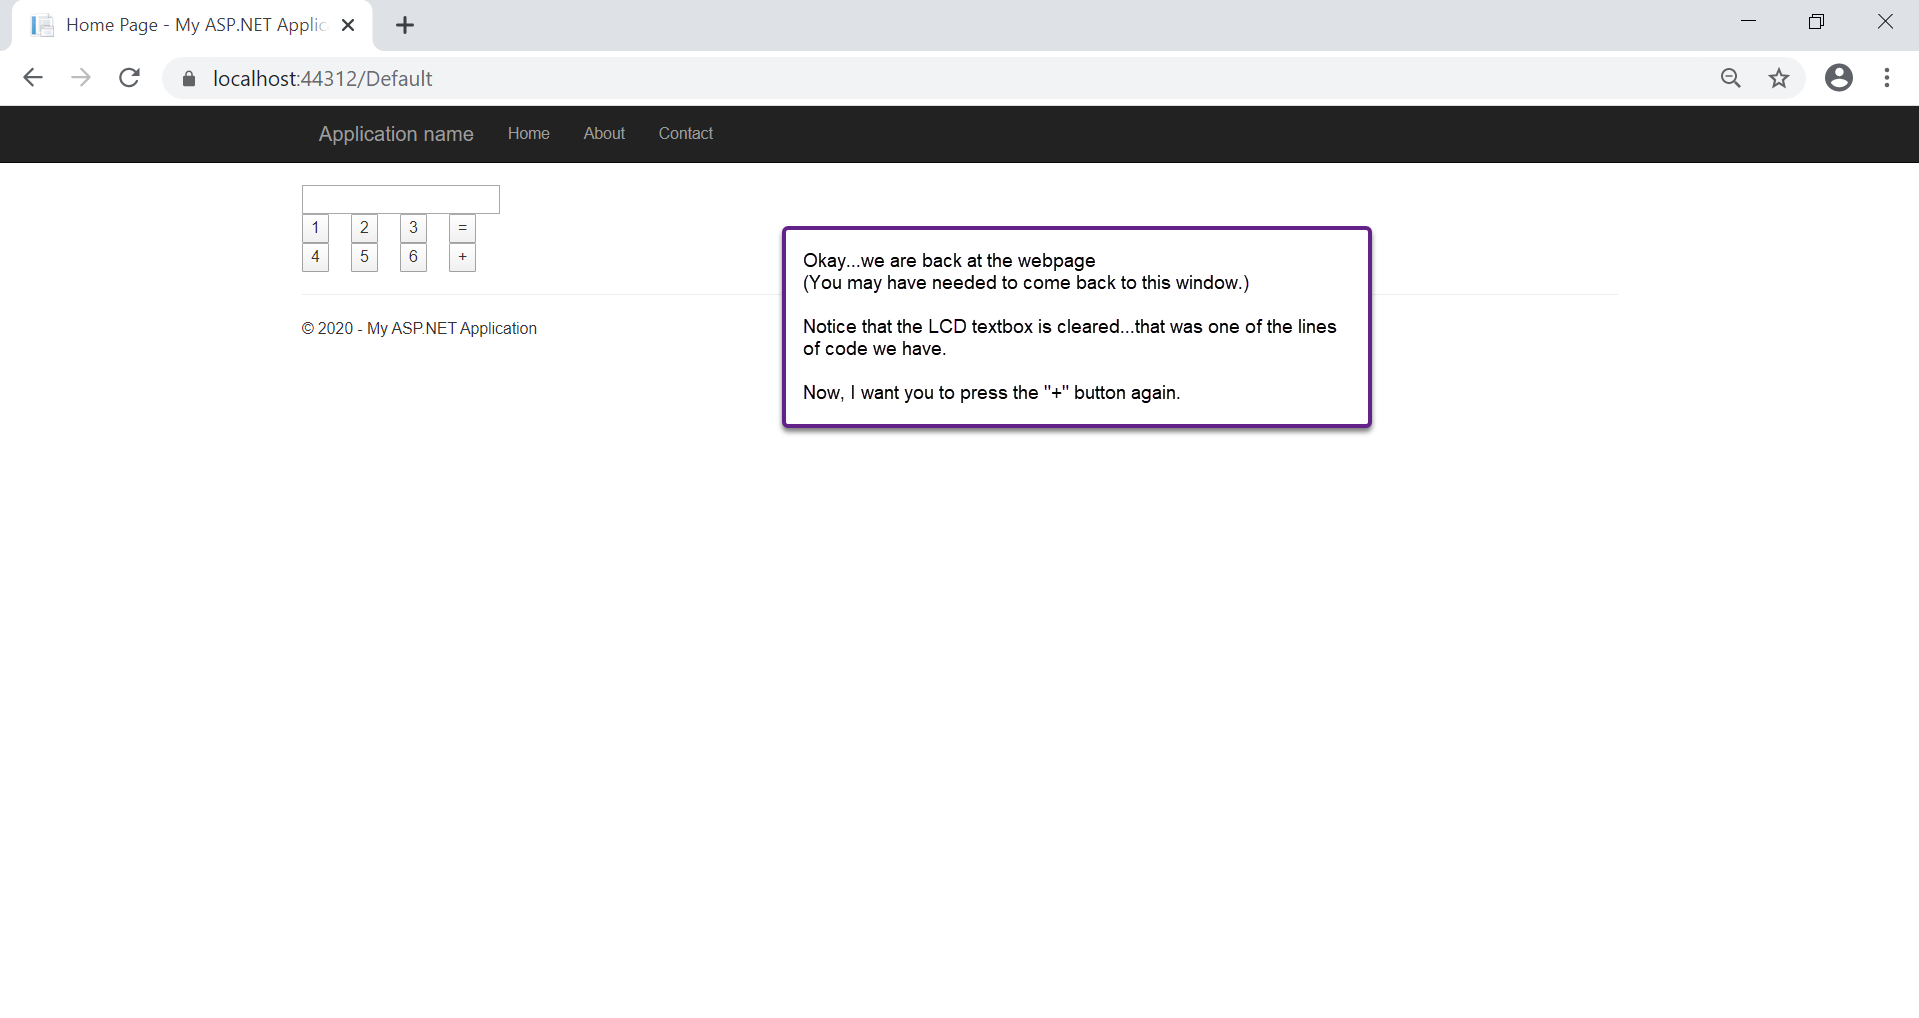 Home Page - My ASP.NET Applic
localhost:44312/Default
Application name Home About Contact
1 2 3 =
4 5 6 +
Okay...we are back at the webpage
(You may have needed to come back to this window.)
Notice that the LCD textbox is cleared...that was one of the lines
of code we have.
Now, I want you to press the "+" button again.
© 2020 - My ASP.NET Application